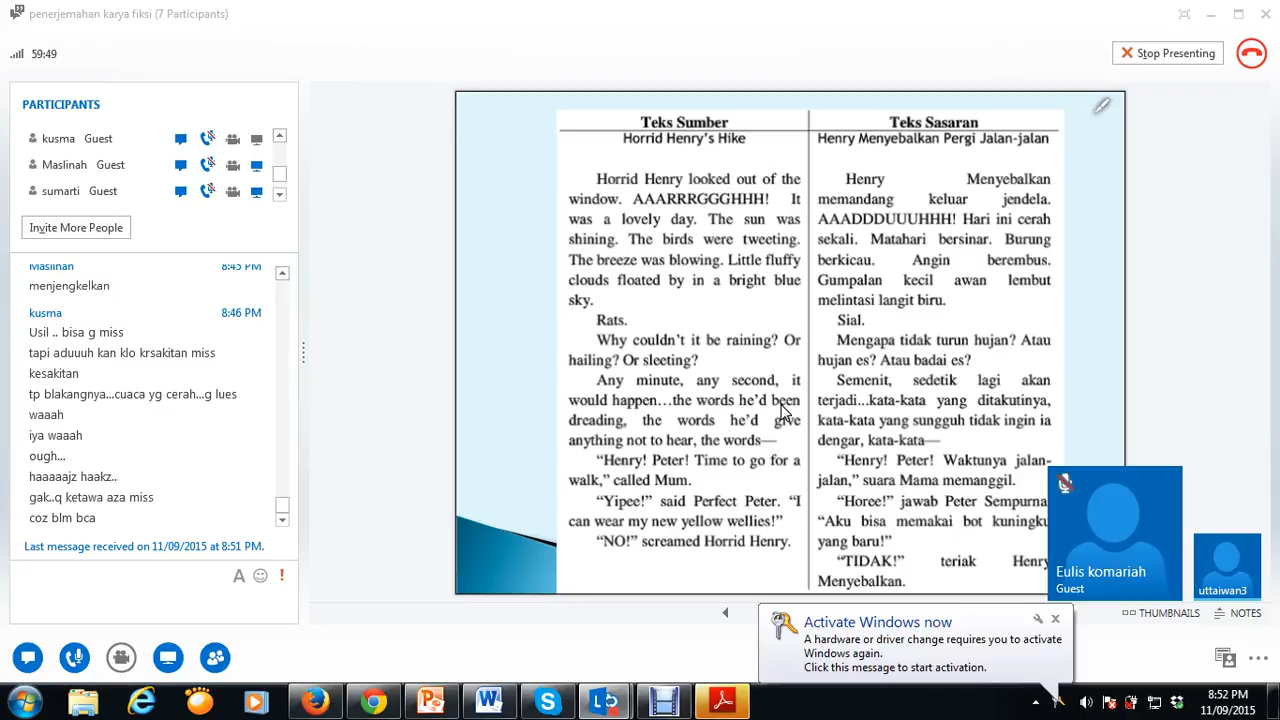 penerjemahan karya fiksi (7 Participants)
59:49
Stop Presenting
PARTICIPANTS
kusma Guest
Maslinah Guest
sumarti Guest
Invite More People
Maslinah 8:45 PM
menjengkelkan
kusma 8:46 PM
Usil .. bisa g miss
tapi aduuuh kan klo krsakitan miss
kesakitan
tp blakangnya...cuaca yg cerah...g lues
waaah
iya waaah
ough...
haaaaajz haakz..
gak..q ketawa aza miss
coz blm bca
Last message received on 11/09/2015 at 8:51 PM.
A
Teks Sumber
Horrid Henry's Hike
Horrid Henry looked out of the
window. AAARRRGGGHHH! It
was a lovely day. The sun was
shining. The birds were tweeting.
The breeze was blowing. Little fluffy
clouds floated by in a bright blue
sky.
Rats.
Why couldn't it be raining? Or
hailing? Or sleeting?
Any minute, any second, it
would happen…the words he'd been
dreading, the words he'd give
anything not to hear, the words—
"Henry! Peter! Time to go for a
walk," called Mum.
"Yipee!" said Perfect Peter. "I
can wear my new yellow wellies!"
"NO!" screamed Horrid Henry.
Teks Sasaran
Henry Menyebalkan Pergi Jalan-jalan
Henry Menyebalkan
memandang keluar jendela.
AAADDDUUUHHH! Hari ini cerah
sekali. Matahari bersinar. Burung
berkicau. Angin berembus.
Gumpalan kecil awan lembut
melintasi langit biru.
Sial.
Mengapa tidak turun hujan? Atau
hujan es? Atau badai es?
Semenit, sedetik lagi akan
terjadi...kata-kata yang ditakutinya,
kata-kata yang sungguh tidak ingin ia
dengar, kata-kata—
"Henry! Peter! Waktunya jalan-
jalan," suara Mama memanggil.
"Horee!" jawab Peter Sempurna
"Aku bisa memakai bot kuningku
yang baru!"
"TIDAK!" teriak Henry
Menyebalkan.
Eulis komariah
Guest
uttaiwan3
THUMBNAILS
NOTES
Activate Windows now
A hardware or driver change requires you to activate
Windows again.
Click this message to start activation.
8:52 PM
11/09/2015